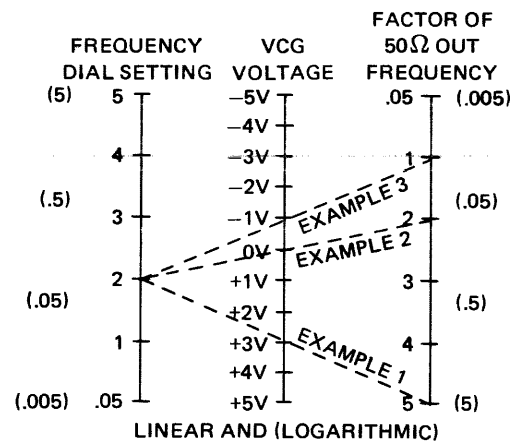 FREQUENCY
DIAL SETTING
VCG
VOLTAGE
FACTOR OF
50Ω OUT
FREQUENCY
(5) 5 −5V .05 (.005)
−4V
4 −3V 1
(.5) −2V (.05)
3 −1V 2
EXAMPLE 3
0V
EXAMPLE 2
2 +1V 3
(.05) +2V (.5)
1 +3V 4
EXAMPLE 1
+4V
(.005) .05 +5V 5 (5)
LINEAR AND (LOGARITHMIC)